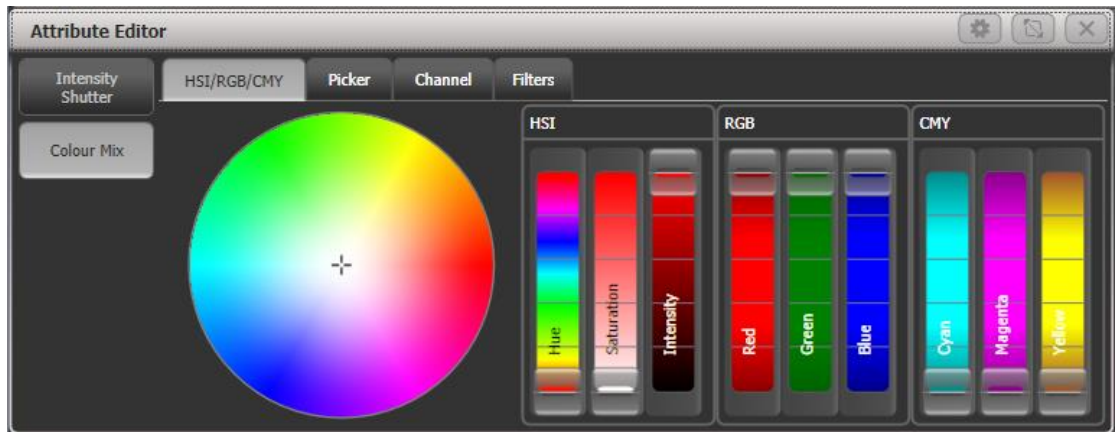 Attribute Editor
Intensity
Shutter
Colour Mix
HSI/RGB/CMY
Picker
Channel
Filters
HSI
RGB
CMY
Hue
Saturation
Intensity
Red
Green
Blue
Cyan
Magenta
Yellow